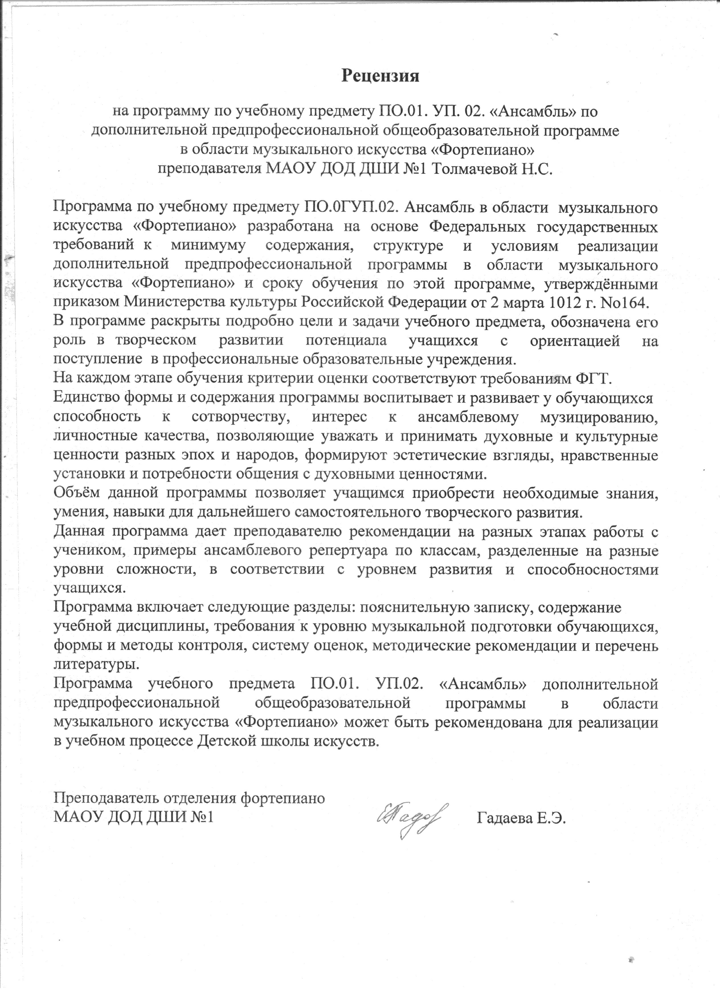 Рецензия
на программу по учебному предмету ПО.01. УП. 02. «Ансамбль» по
дополнительной предпрофессиональной общеобразовательной программе
в области музыкального искусства «Фортепиано»
преподавателя МАОУ ДОД ДШИ №1 Толмачевой Н.С.
Программа по учебному предмету ПО.0ГУП.02. Ансамбль в области музыкального
искусства «Фортепиано» разработана на основе Федеральных государственных
требований к минимуму содержания, структуре и условиям реализации
дополнительной предпрофессиональной программы в области музыкального
искусства «Фортепиано» и сроку обучения по этой программе, утверждёнными
приказом Министерства культуры Российской Федерации от 2 марта 1012 г. No164.
В программе раскрыты подробно цели и задачи учебного предмета, обозначена его
роль в творческом развитии потенциала учащихся с ориентацией на
поступление в профессиональные образовательные учреждения.
На каждом этапе обучения критерии оценки соответствуют требованиям ФГТ.
Единство формы и содержания программы воспитывает и развивает у обучающихся
способность к сотворчеству, интерес к ансамблевому музицированию,
личностные качества, позволяющие уважать и принимать духовные и культурные
ценности разных эпох и народов, формируют эстетические взгляды, нравственные
установки и потребности общения с духовными ценностями.
Объём данной программы позволяет учащимся приобрести необходимые знания,
умения, навыки для дальнейшего самостоятельного творческого развития.
Данная программа дает преподавателю рекомендации на разных этапах работы с
учеником, примеры ансамблевого репертуара по классам, разделенные на разные
уровни сложности, в соответствии с уровнем развития и способносностями
учащихся.
Программа включает следующие разделы: пояснительную записку, содержание
учебной дисциплины, требования к уровню музыкальной подготовки обучающихся,
формы и методы контроля, систему оценок, методические рекомендации и перечень
литературы.
Программа учебного предмета ПО.01. УП.02. «Ансамбль» дополнительной
предпрофессиональной общеобразовательной программы в области
музыкального искусства «Фортепиано» может быть рекомендована для реализации
в учебном процессе Детской школы искусств.
Преподаватель отделения фортепиано
МАОУ ДОД ДШИ №1 Гадаева Е.Э.